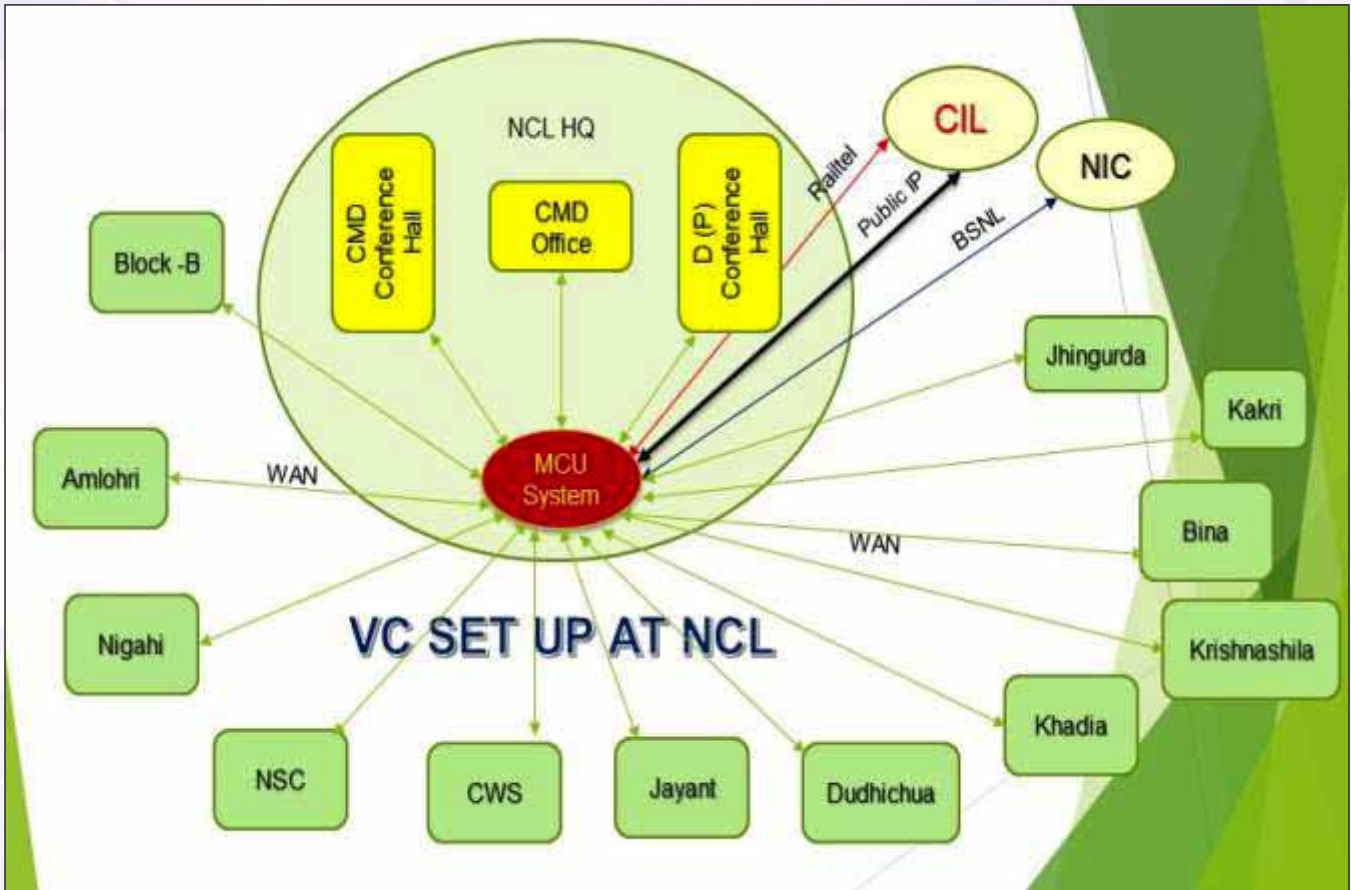 NCL HQ
CIL
NIC
CMD
Conference
Hall
CMD
Office
D (P)
Conference
Hall
Railtel
Public IP
BSNL
Block -B
Jhingurda
Kakri
Amlohri
WAN
MCU
System
WAN
Bina
Nigahi
VC SET UP AT NCL
Krishnashila
Khadia
NSC
CWS
Jayant
Dudhichua